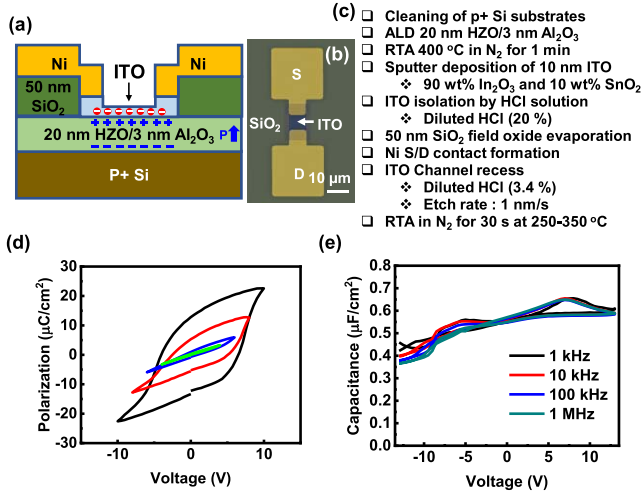 (a)
Ni
Ni
ITO
50 nm
SiO₂
20 nm HZO/3 nm Al₂O₃
P
P+ Si
(b)
S
SiO₂
ITO
D
10 μm
(c)
❑ Cleaning of p+ Si substrates
❑ ALD 20 nm HZO/3 nm Al₂O₃
❑ RTA 400 °C in N₂ for 1 min
❑ Sputter deposition of 10 nm ITO
❖ 90 wt% In₂O₃ and 10 wt% SnO₂
❑ ITO isolation by HCl solution
❖ Diluted HCl (20 %)
❑ 50 nm SiO₂ field oxide evaporation
❑ Ni S/D contact formation
❑ ITO Channel recess
❖ Diluted HCl (3.4 %)
❖ Etch rate : 1 nm/s
❑ RTA in N₂ for 30 s at 250-350 °C
(d)
Polarization (μC/cm²)
30
20
10
0
-10
-20
-30
-10
0
10
Voltage (V)
(e)
Capacitance (μF/cm²)
0.8
0.7
0.6
0.5
0.4
0.3
0.2
0.1
0.0
1 kHz
10 kHz
100 kHz
1 MHz
-10
-5
0
5
10
Voltage (V)